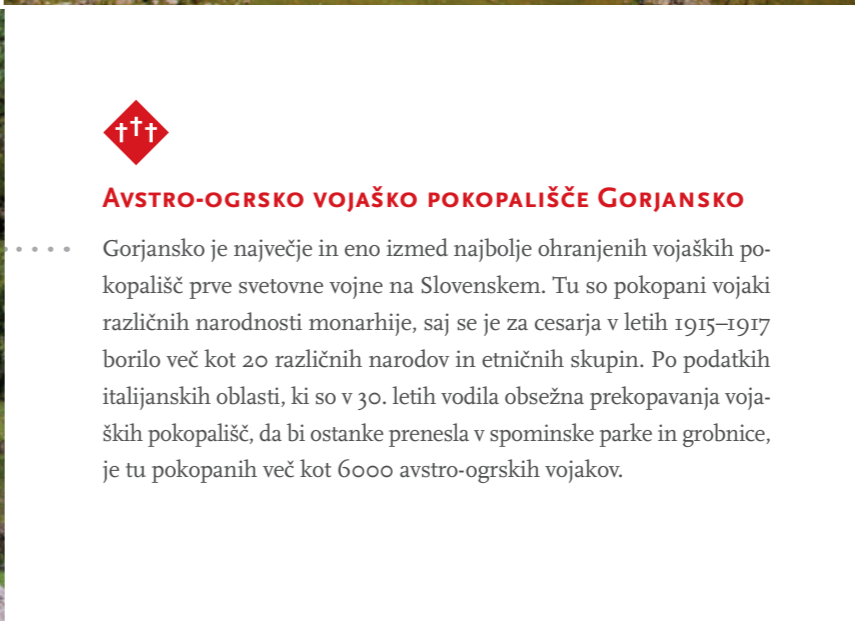 Avstro-ogrsko vojaško pokopališče Gorjansko
Gorjansko je največje in eno izmed najbolje ohranjenih vojaških po-
kopališč prve svetovne vojne na Slovenskem. Tu so pokopani vojaki
različnih narodnosti monarhije, saj se je za cesarja v letih 1915–1917
borilo več kot 20 različnih narodov in etničnih skupin. Po podatkih
italijanskih oblasti, ki so v 30. letih vodila obsežna prekopavanja voja-
ških pokopališč, da bi ostanke prenesla v spominske parke in grobnice,
je tu pokopanih več kot 6000 avstro-ogrskih vojakov.